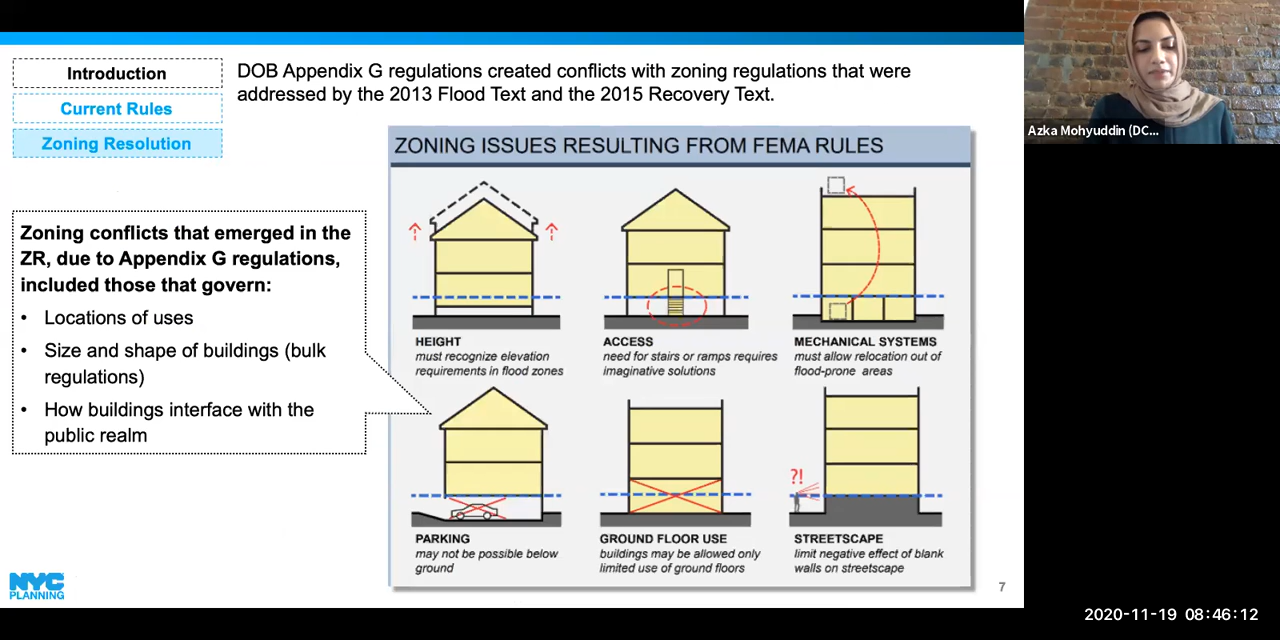 Introduction
Current Rules
Zoning Resolution
DOB Appendix G regulations created conflicts with zoning regulations that were
addressed by the 2013 Flood Text and the 2015 Recovery Text.
Zoning conflicts that emerged in the
ZR, due to Appendix G regulations,
included those that govern:
• Locations of uses
• Size and shape of buildings (bulk
regulations)
• How buildings interface with the
public realm
ZONING ISSUES RESULTING FROM FEMA RULES
HEIGHT
must recognize elevation
requirements in flood zones
ACCESS
need for stairs or ramps requires
imaginative solutions
MECHANICAL SYSTEMS
must allow relocation out of
flood-prone areas
PARKING
may not be possible below
ground
GROUND FLOOR USE
buildings may be allowed only
limited use of ground floors
?!
STREETSCAPE
limit negative effect of blank
walls on streetscape
NYC
PLANNING
7
Azka Mohyuddin (DC...
2020-11-19 08:46:12